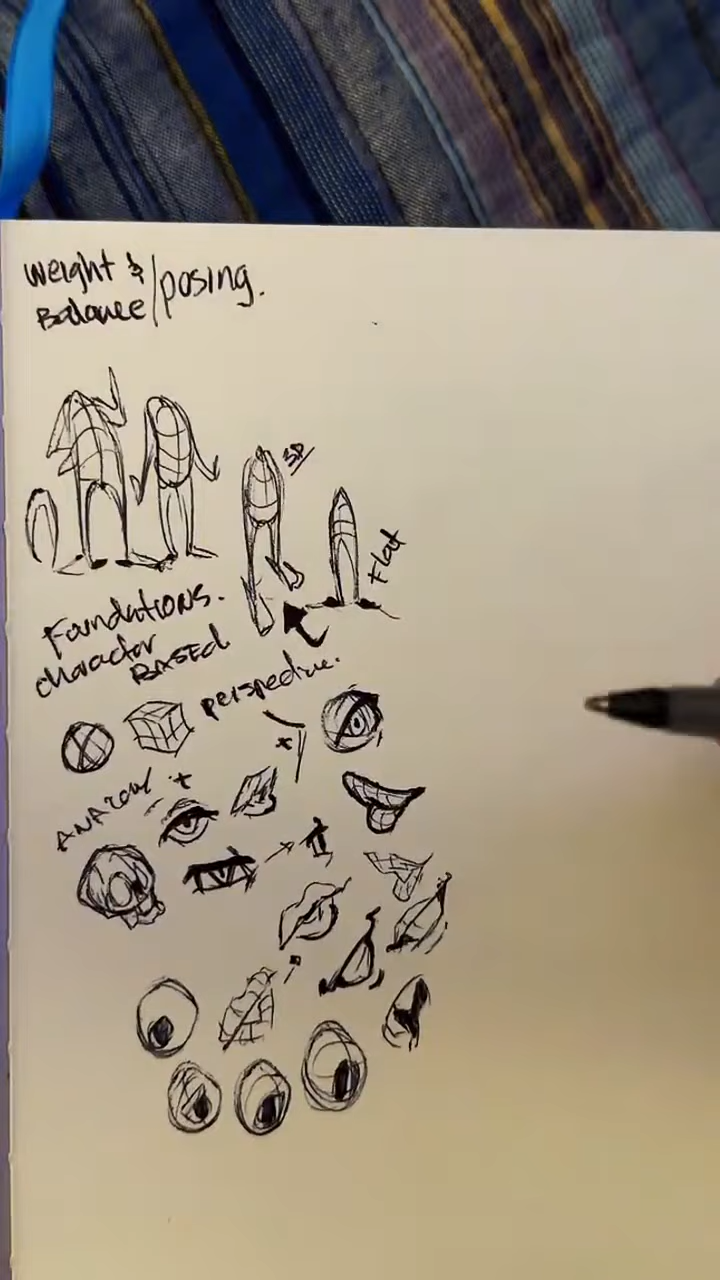 Weight &
Balance/posing.
3D
Flat
Foundations.
character
BASED
perspective.
ANATOMY +